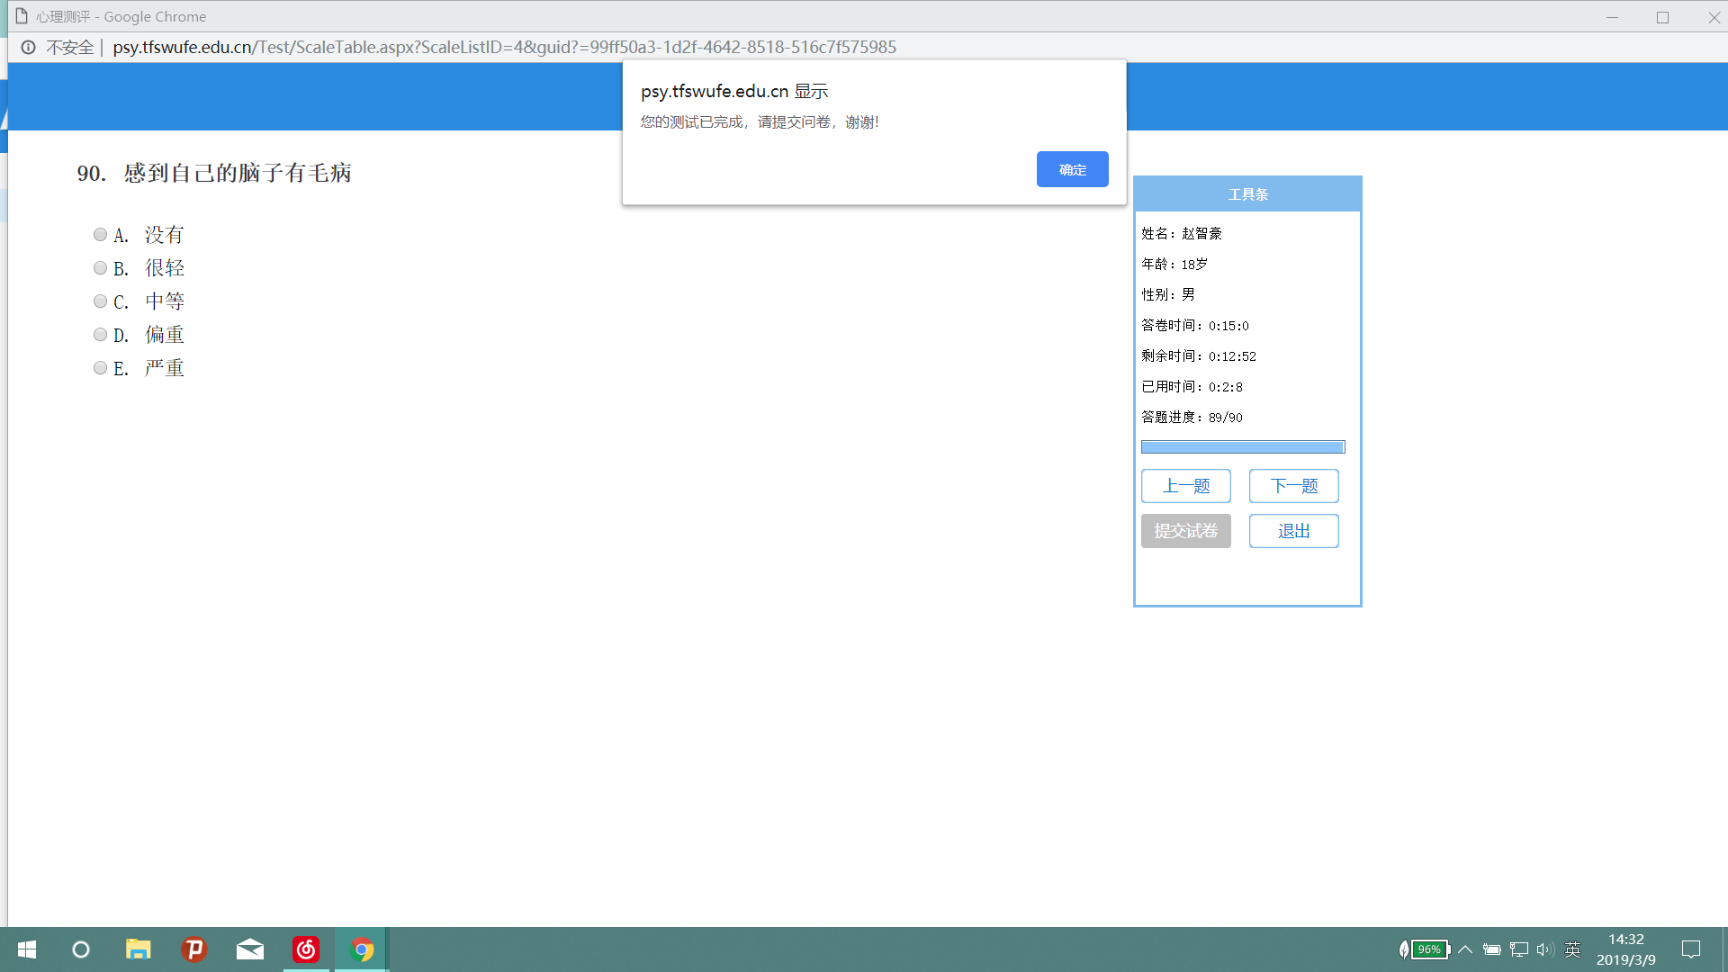 心理测评 - Google Chrome
不安全 | psy.tfswufe.edu.cn/Test/ScaleTable.aspx?ScaleListID=4&guid?=99ff50a3-1d2f-4642-8518-516c7f575985
psy.tfswufe.edu.cn 显示
您的测试已完成，请提交问卷，谢谢!
确定
90. 感到自己的脑子有毛病
A. 没有
B. 很轻
C. 中等
D. 偏重
E. 严重
工具条
姓名：赵智豪
年龄：18岁
性别：男
答卷时间：0:15:0
剩余时间：0:12:52
已用时间：0:2:8
答题进度：89/90
上一题 下一题
提交试卷 退出
96% 英 14:32
2019/3/9